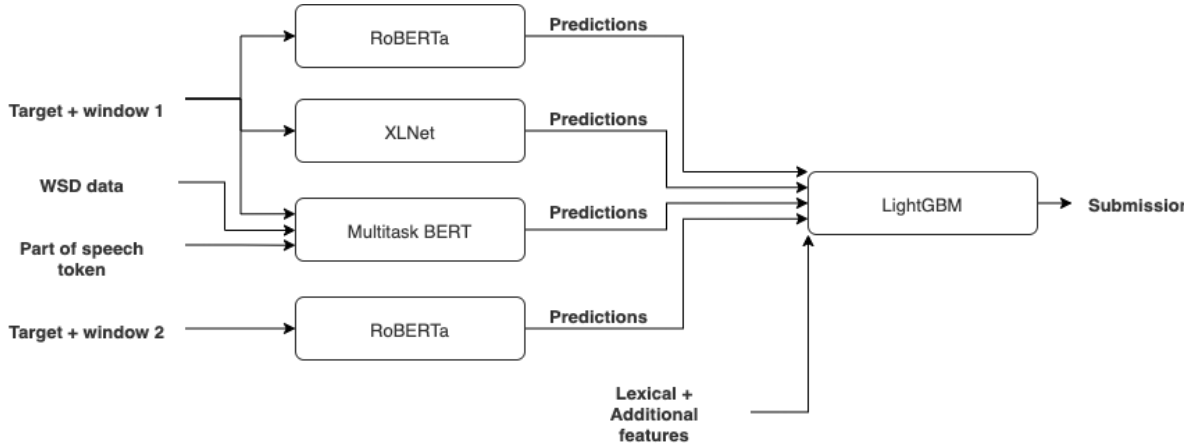 RoBERTa
Predictions
Target + window 1
XLNet
Predictions
WSD data
Multitask BERT
Predictions
Part of speech
token
Target + window 2
RoBERTa
Predictions
LightGBM
Submission
Lexical +
Additional
features